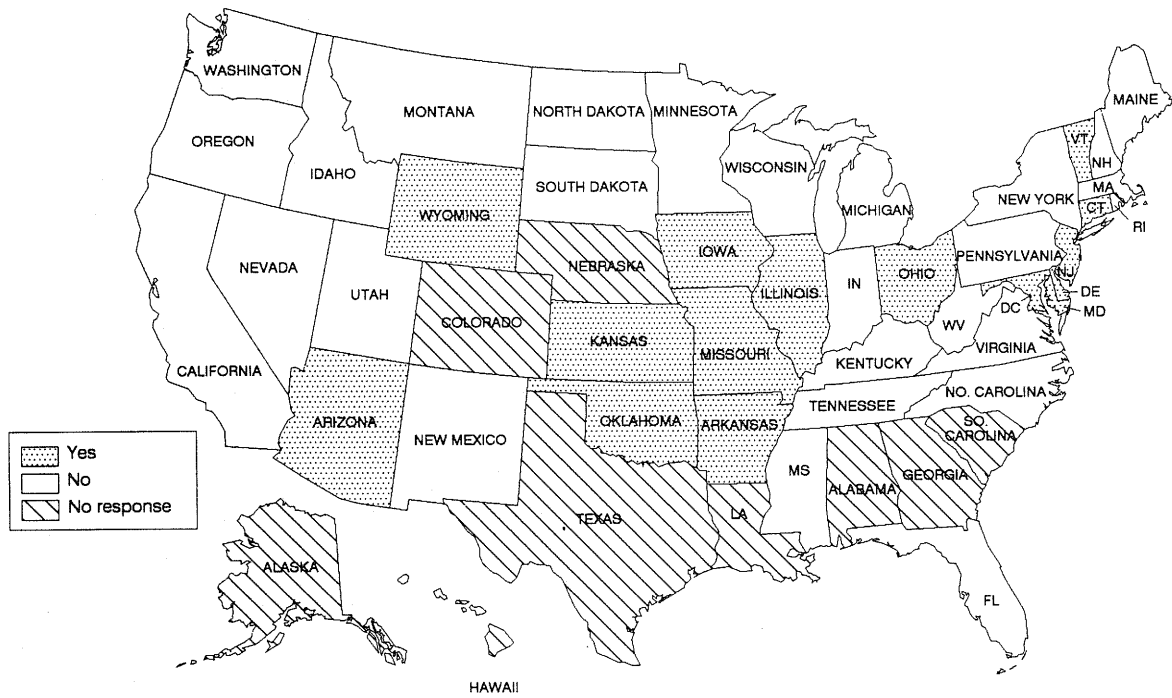 WASHINGTON
MONTANA
NORTH DAKOTA
MINNESOTA
MAINE
OREGON
IDAHO
WISCONSIN
VT
NH
SOUTH DAKOTA
MICHIGAN
NEW YORK
MA
CT
RI
WYOMING
IOWA
PENNSYLVANIA
NEBRASKA
OHIO
NJ
NEVADA
UTAH
ILLINOIS
IN
DE
COLORADO
DC
MD
WV
KANSAS
MISSOURI
VIRGINIA
CALIFORNIA
KENTUCKY
NO. CAROLINA
TENNESSEE
ARIZONA
OKLAHOMA
ARKANSAS
NEW MEXICO
SO.
CAROLINA
MS
GEORGIA
ALABAMA
Yes
No
No response
TEXAS
LA
ALASKA
FL
HAWAII